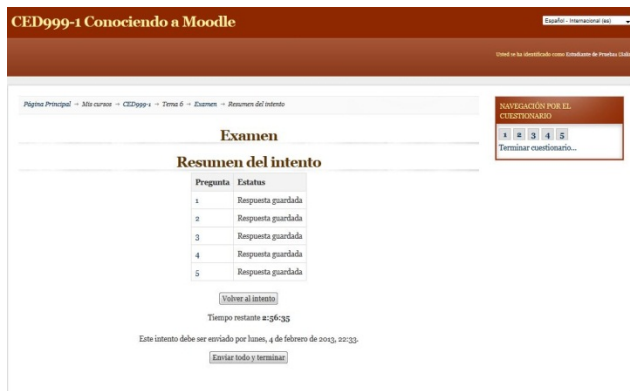 CED999-1 Conociendo a Moodle
Español - Internacional (es)
Usted se ha identificado como Estudiante de Pruebas
Página Principal → Mis cursos → CED999-1 → Tema 6 → Examen → Resumen del intento
Examen
Resumen del intento
Pregunta Estatus
1 Respuesta guardada
2 Respuesta guardada
3 Respuesta guardada
4 Respuesta guardada
5 Respuesta guardada
Volver al intento
Tiempo restante 2:56:35
Este intento debe ser enviado por lunes, 4 de febrero de 2013, 22:33.
Enviar todo y terminar
NAVEGACIÓN POR EL
CUESTIONARIO
1 2 3 4 5
Terminar cuestionario...